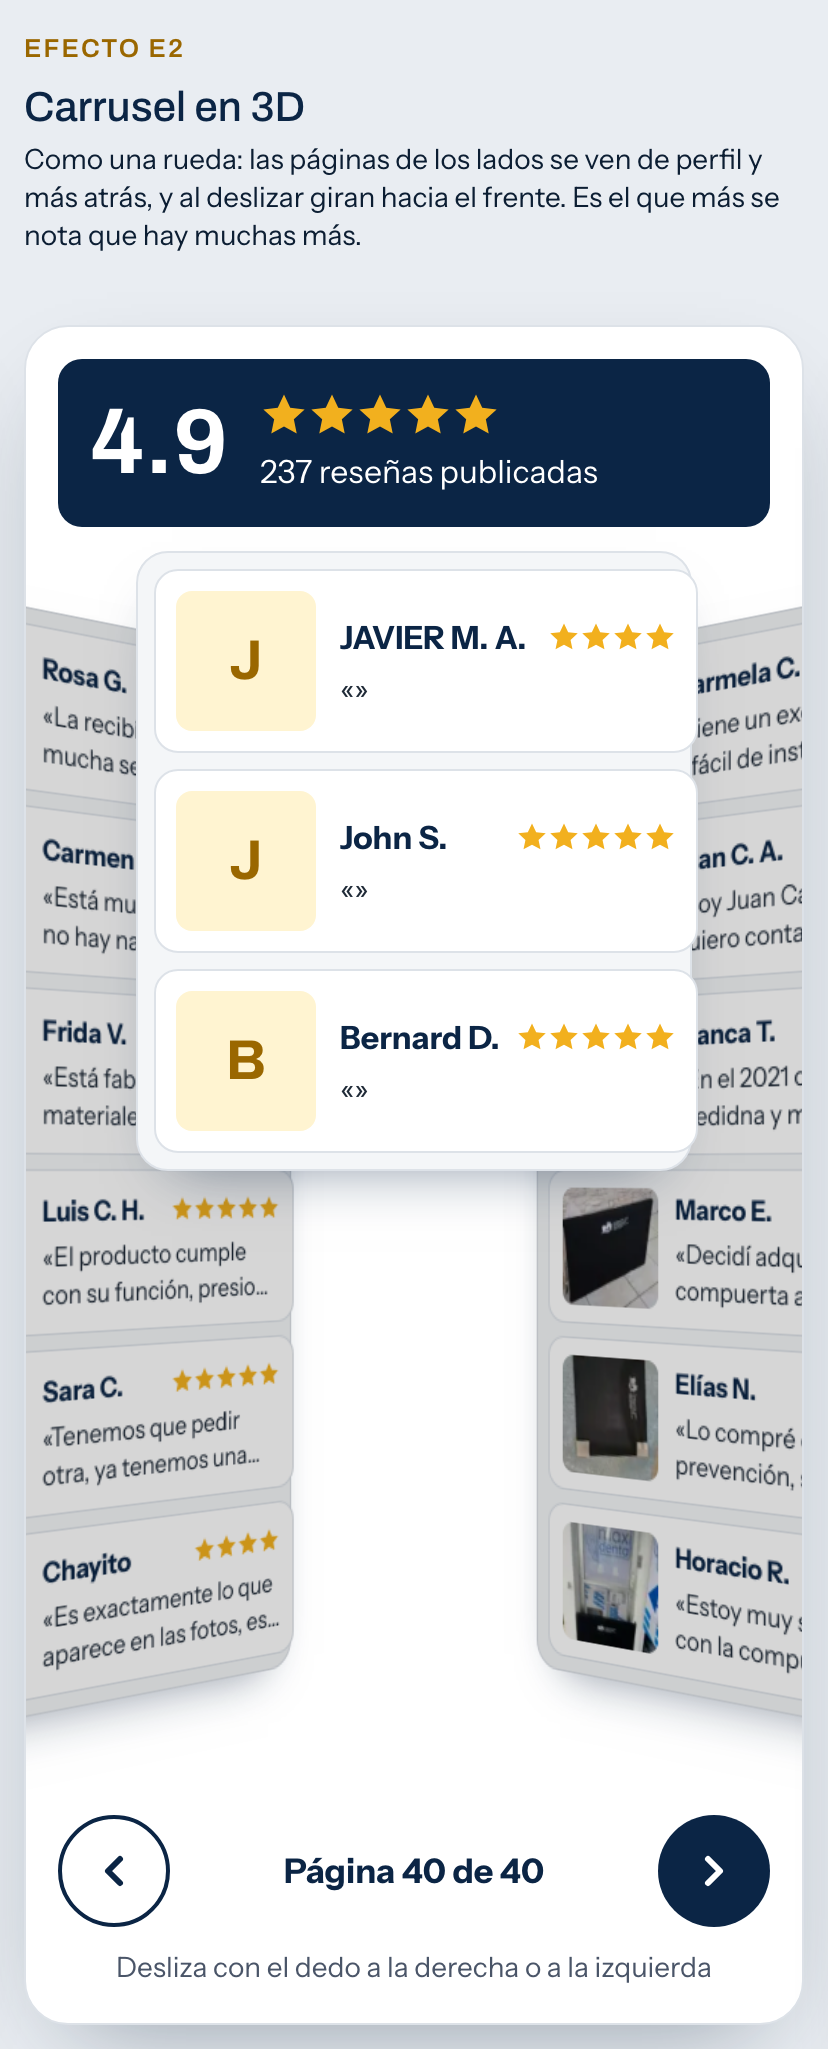 EFECTO E2
Carrusel en 3D
Como una rueda: las páginas de los lados se ven de perfil y
más atrás, y al deslizar giran hacia el frente. Es el que más se
nota que hay muchas más.
4.9
237 reseñas publicadas
Rosa G.
«La recib
mucha se
Carmen
«Está mu
no hay na
Frida V.
«Está fab
materiale
Luis C. H.
«El producto cumple
con su función, presio...
Sara C.
«Tenemos que pedir
otra, ya tenemos una...
Chayito
«Es exactamente lo que
aparece en las fotos, es...
J
JAVIER M. A.
«»
J
John S.
«»
B
Bernard D.
«»
armela C.
iene un ex
fácil de inst
an C. A.
oy Juan Ca
uiero conta
anca T.
n el 2021 c
edidna y m
Marco E.
«Decidí adqu
compuerta a
Elías N.
«Lo compré
prevención, s
Horacio R.
«Estoy muy s
con la compu
Página 40 de 40
Desliza con el dedo a la derecha o a la izquierda